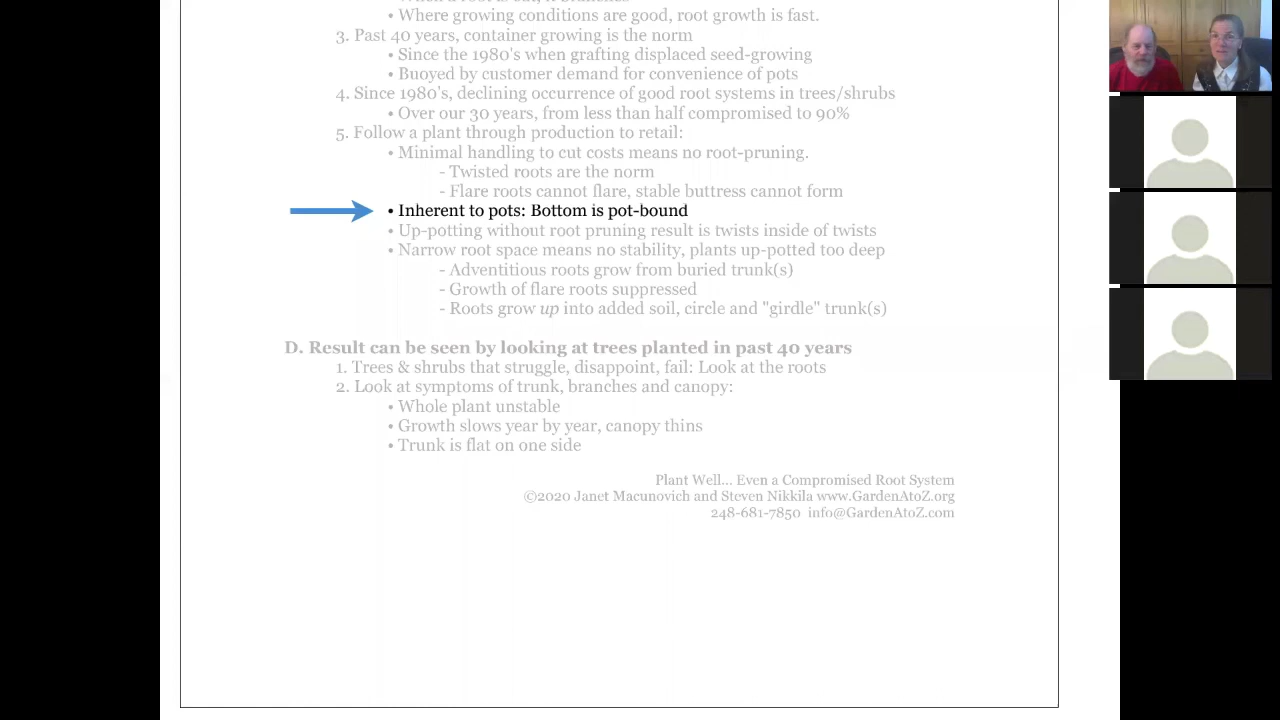 • Where growing conditions are good, root growth is fast.
3. Past 40 years, container growing is the norm
• Since the 1980's when grafting displaced seed-growing
• Buoyed by customer demand for convenience of pots
4. Since 1980's, declining occurrence of good root systems in trees/shrubs
• Over our 30 years, from less than half compromised to 90%
5. Follow a plant through production to retail:
• Minimal handling to cut costs means no root-pruning.
- Twisted roots are the norm
- Flare roots cannot flare, stable buttress cannot form
• Inherent to pots: Bottom is pot-bound
• Up-potting without root pruning result is twists inside of twists
• Narrow root space means no stability, plants up-potted too deep
- Adventitious roots grow from buried trunk(s)
- Growth of flare roots suppressed
- Roots grow up into added soil, circle and "girdle" trunk(s)
D. Result can be seen by looking at trees planted in past 40 years
1. Trees & shrubs that struggle, disappoint, fail: Look at the roots
2. Look at symptoms of trunk, branches and canopy:
• Whole plant unstable
• Growth slows year by year, canopy thins
• Trunk is flat on one side
Plant Well... Even a Compromised Root System
©2020 Janet Macunovich and Steven Nikkila www.GardenAtoZ.org
248-681-7850 info@GardenAtoZ.com